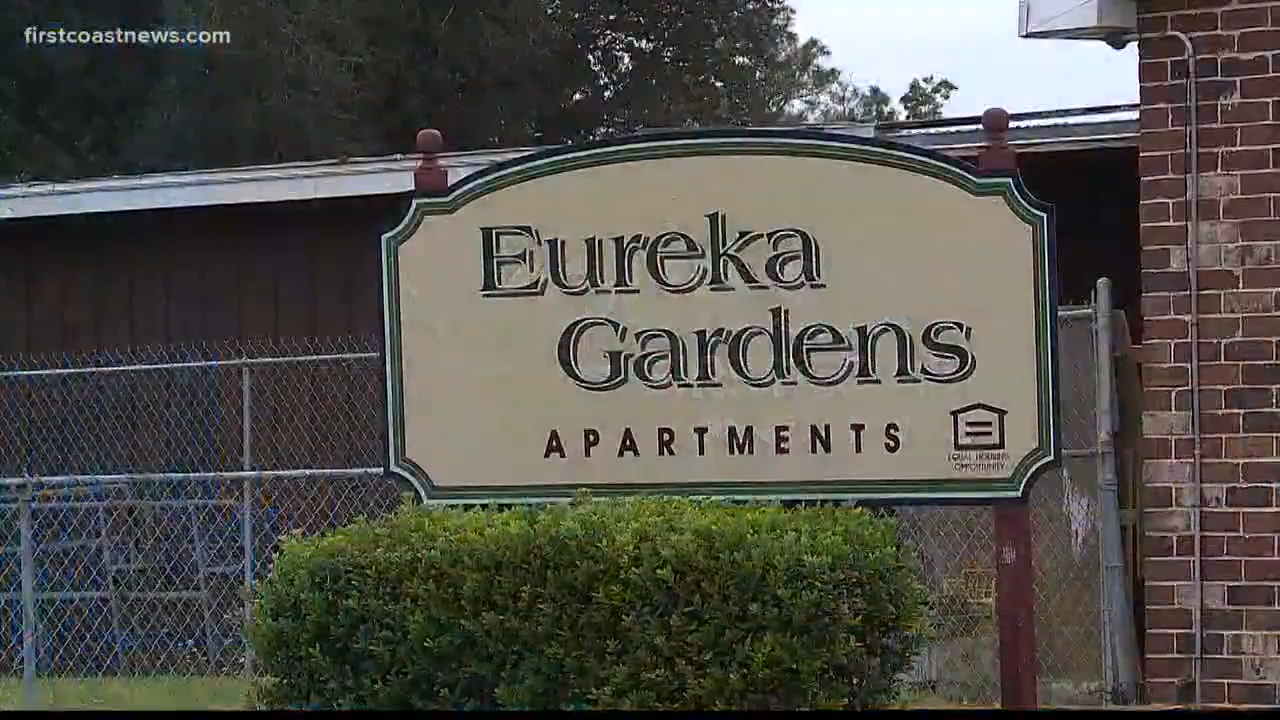 firstcoastnews.com
Eureka
Gardens
APARTMENTS
EQUAL HOUSING
OPPORTUNITY